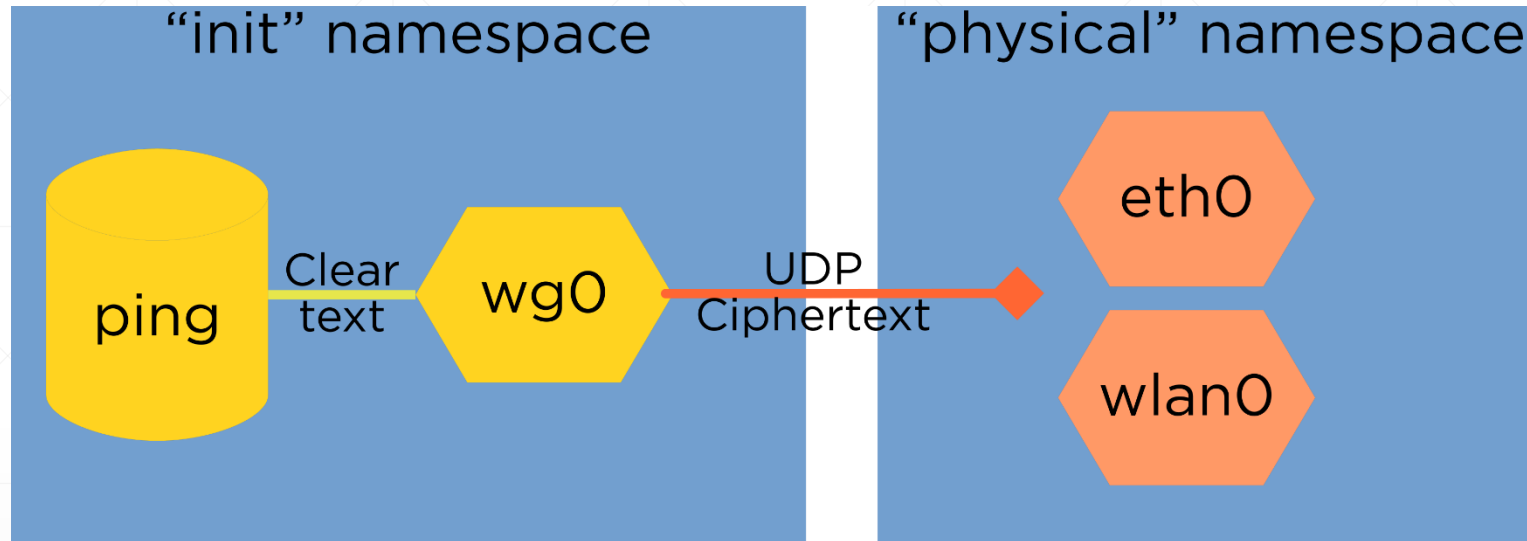 “init” namespace
“physical” namespace
ping
Clear
text
wg0
UDP
Ciphertext
eth0
wlan0